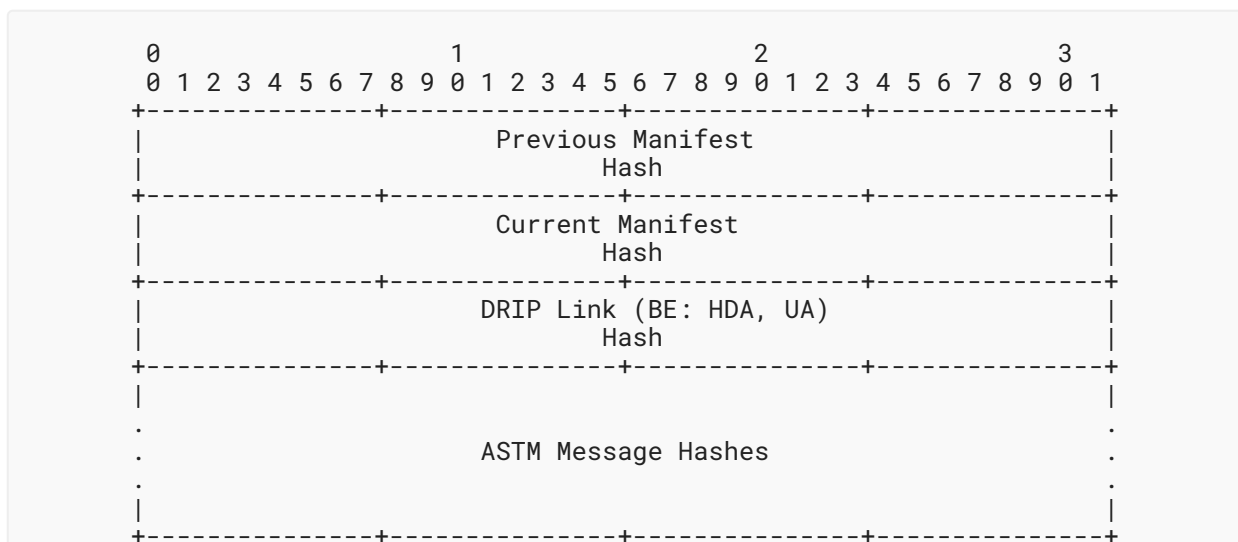 0                   1                   2                   3
 0 1 2 3 4 5 6 7 8 9 0 1 2 3 4 5 6 7 8 9 0 1 2 3 4 5 6 7 8 9 0 1
+---------------+---------------+---------------+---------------+
|                       Previous Manifest                       |
|                              Hash                             |
+---------------+---------------+---------------+---------------+
|                       Current Manifest                        |
|                              Hash                             |
+---------------+---------------+---------------+---------------+
|                      DRIP Link (BE: HDA, UA)                  |
|                              Hash                             |
+---------------+---------------+---------------+---------------+
|                                                               |
.                                                               .
.                      ASTM Message Hashes                      .
.                                                               .
|                                                               |
+---------------+---------------+---------------+---------------+